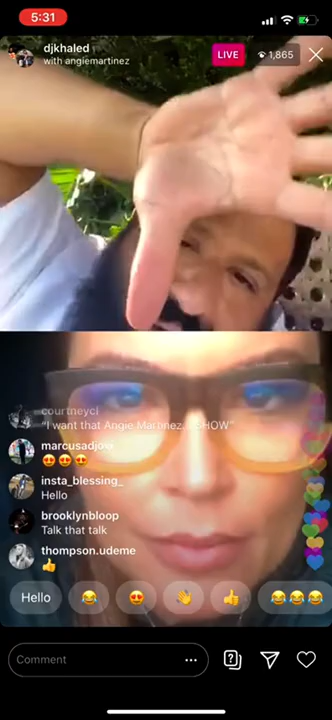 5:31
djkhaled
with angiemartinez
LIVE
1,865
courtneyci
"I want that Angie Martinez SHOW"
marcusadjo
😍😍😍
insta_blessing_
Hello
brooklynbloop
Talk that talk
thompson.udeme
👍
Hello 😂 😍 👏 👍 😂😂😂
Comment